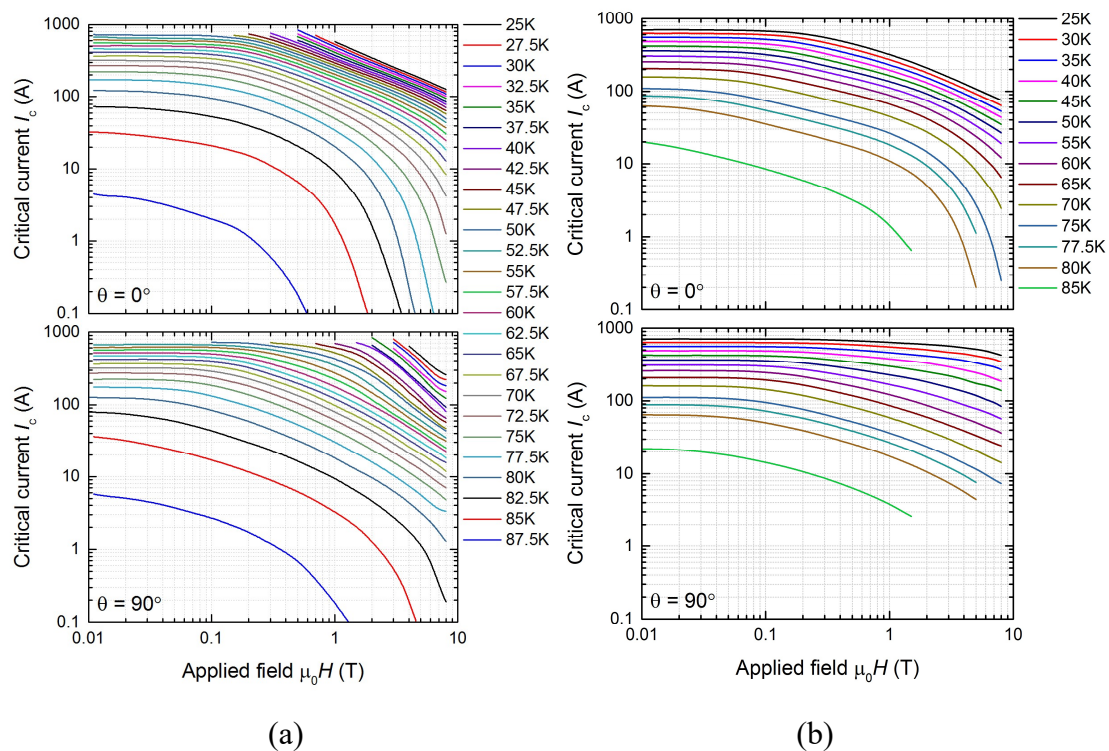 1000
100
10
1
0.1
Critical current Ic (A)
θ = 0°
1000
100
10
1
0.1
Critical current Ic (A)
θ = 90°
0.01
0.1
1
10
Applied field μ0H (T)
25K
27.5K
30K
32.5K
35K
37.5K
40K
42.5K
45K
47.5K
50K
52.5K
55K
57.5K
60K
62.5K
65K
67.5K
70K
72.5K
75K
77.5K
80K
82.5K
85K
87.5K
(a)
1000
100
10
1
0.1
Critical current Ic (A)
θ = 0°
1000
100
10
1
0.1
Critical current Ic (A)
θ = 90°
0.01
0.1
1
10
Applied field μ0H (T)
25K
30K
35K
40K
45K
50K
55K
60K
65K
70K
75K
77.5K
80K
85K
(b)